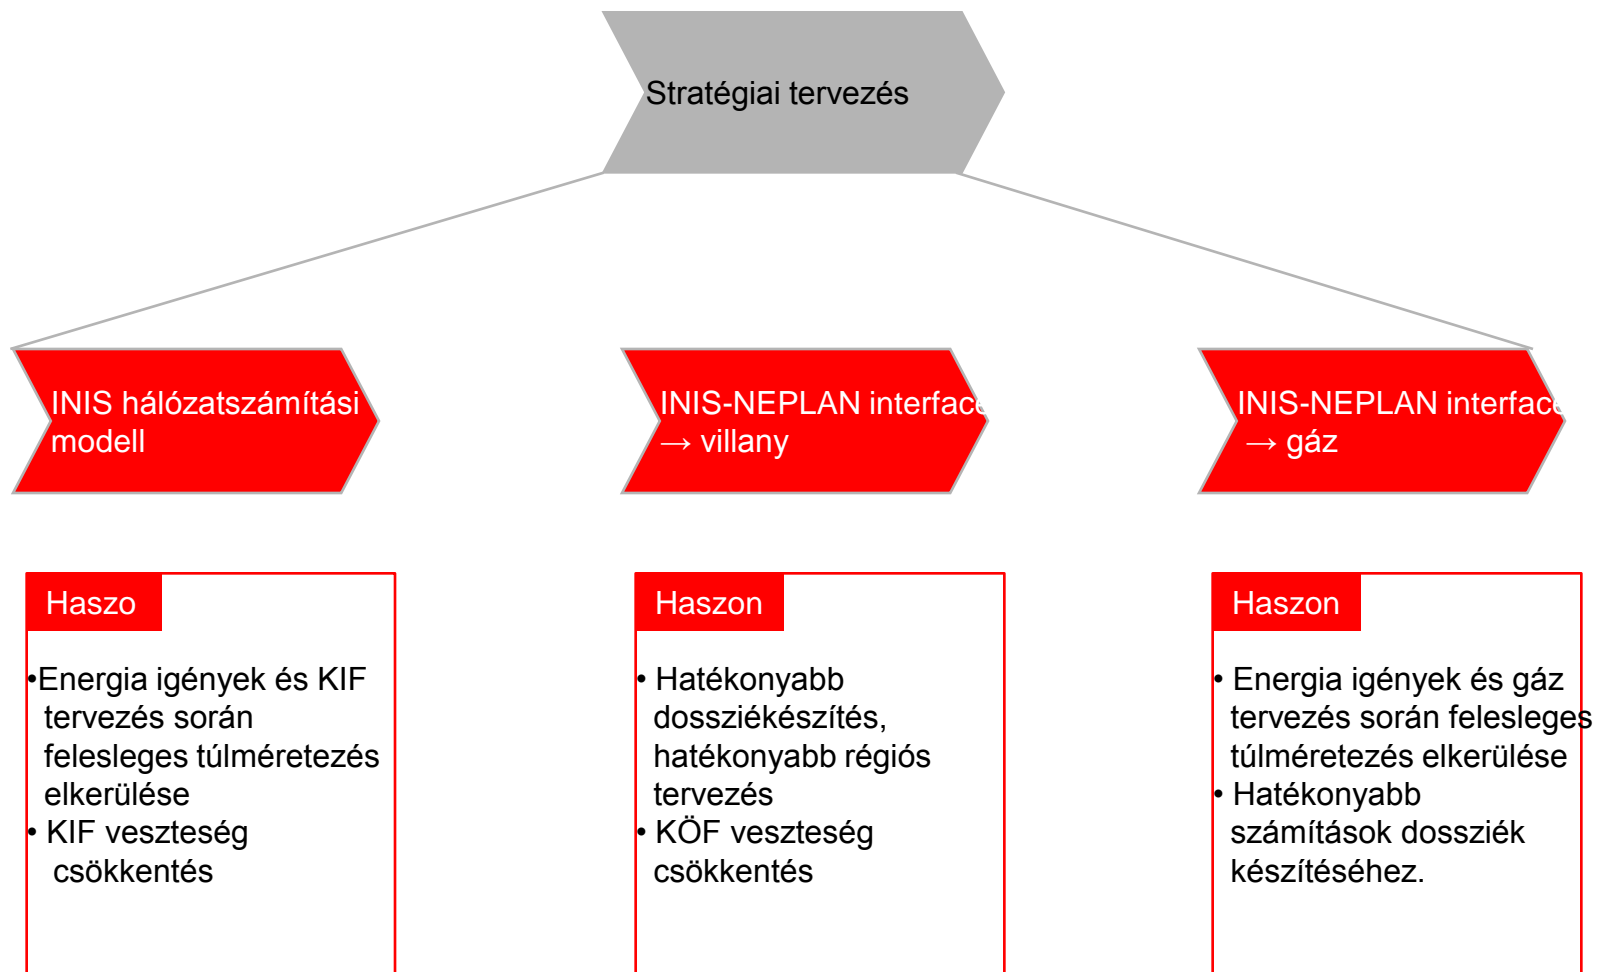 Stratégiai tervezés
INIS hálózatszámítási
modell
INIS-NEPLAN interface
→ villany
INIS-NEPLAN interface
→ gáz
Haszo
•Energia igények és KIF
tervezés során
felesleges túlméretezés
elkerülése
• KIF veszteség
csökkentés
Haszon
• Hatékonyabb
dossziékészítés,
hatékonyabb régiós
tervezés
• KÖF veszteség
csökkentés
Haszon
• Energia igények és gáz
tervezés során felesleges
túlméretezés elkerülése
• Hatékonyabb
számítások dossziék
készítéséhez.